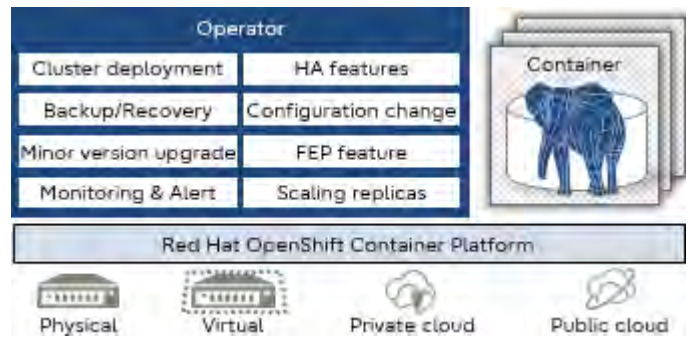 Operator
Cluster deployment
HA features
Backup/Recovery
Configuration change
Minor version upgrade
FEP feature
Monitoring & Alert
Scaling replicas
Container
Red Hat OpenShift Container Platform
Physical
Virtual
Private cloud
Public cloud